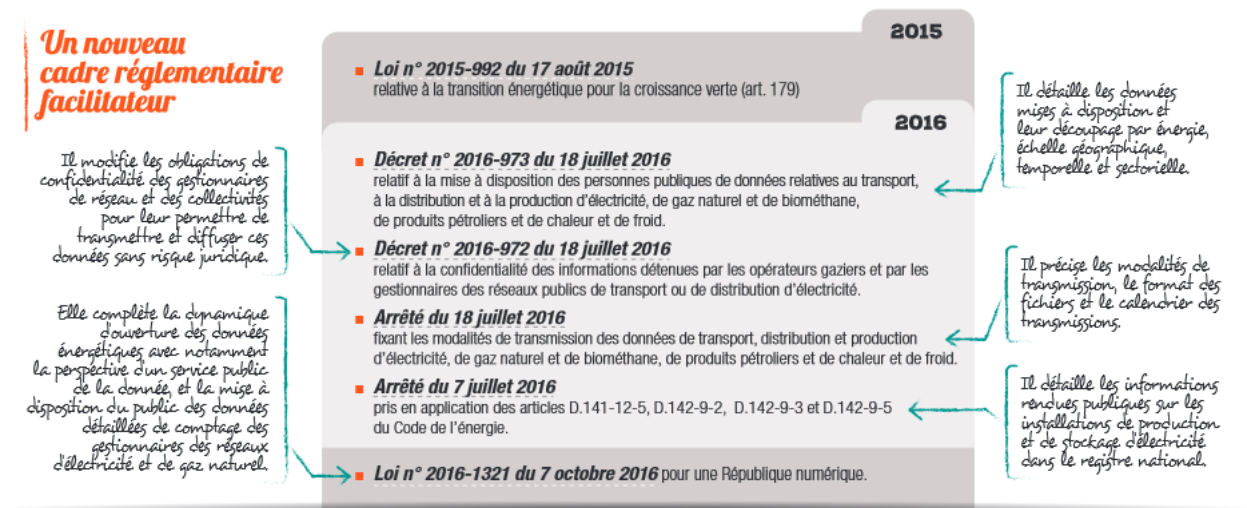 Un nouveau
cadre réglementaire
facilitateur
2015
Loi n° 2015-992 du 17 août 2015
relative à la transition énergétique pour la croissance verte (art. 179)
2016
Décret n° 2016-973 du 18 juillet 2016
relatif à la mise à disposition des personnes publiques de données relatives au transport,
à la distribution et à la production d'électricité, de gaz naturel et de biométhane,
de produits pétroliers et de chaleur et de froid.
Il détaille les données
mises à disposition et
leur découpage par énergie,
échelle géographique,
temporelle et sectorielle.
Il modifie les obligations de
confidentialité des gestionnaires
de réseau et des collectivités
pour leur permettre de
transmettre et diffuser ces
données sans risque juridique.
Décret n° 2016-972 du 18 juillet 2016
relatif à la confidentialité des informations détenues par les opérateurs gaziers et par les
gestionnaires des réseaux publics de transport ou de distribution d'électricité.
Arrêté du 18 juillet 2016
fixant les modalités de transmission des données de transport, distribution et production
d'électricité, de gaz naturel et de biométhane, de produits pétroliers et de chaleur et de froid.
Il précise les modalités de
transmission, le format des
fichiers et le calendrier des
transmissions.
Arrêté du 7 juillet 2016
pris en application des articles D.141-12-5, D.142-9-2, D.142-9-3 et D.142-9-5
du Code de l'énergie.
Il détaille les informations
rendues publiques sur les
installations de production
et de stockage d'électricité
dans le registre national.
Elle complète la dynamique
d'ouverture des données
énergétiques avec notamment
la perspective d'un service public
de la donnée, et la mise à
disposition du public des données
détaillées de comptage des
gestionnaires des réseaux
d'électricité et de gaz naturel.
Loi n° 2016-1321 du 7 octobre 2016 pour une République numérique.